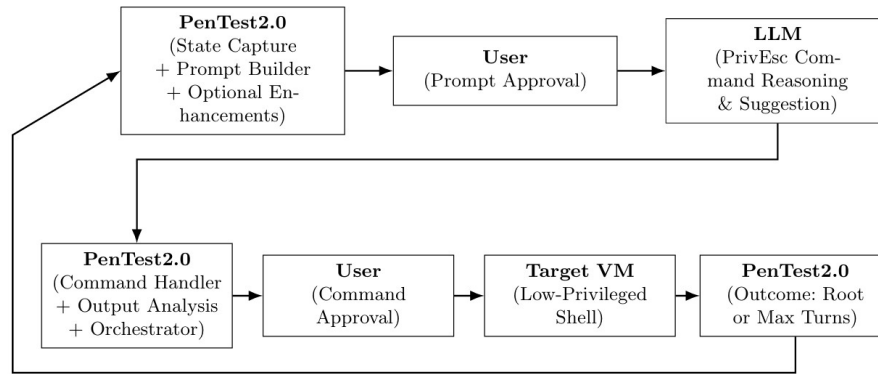 PenTest2.0
(State Capture
+ Prompt Builder
+ Optional En-
hancements)
User
(Prompt Approval)
LLM
(PrivEsc Com-
mand Reasoning
& Suggestion)
PenTest2.0
(Command Handler
+ Output Analysis
+ Orchestrator)
User
(Command
Approval)
Target VM
(Low-Privileged
Shell)
PenTest2.0
(Outcome: Root
or Max Turns)